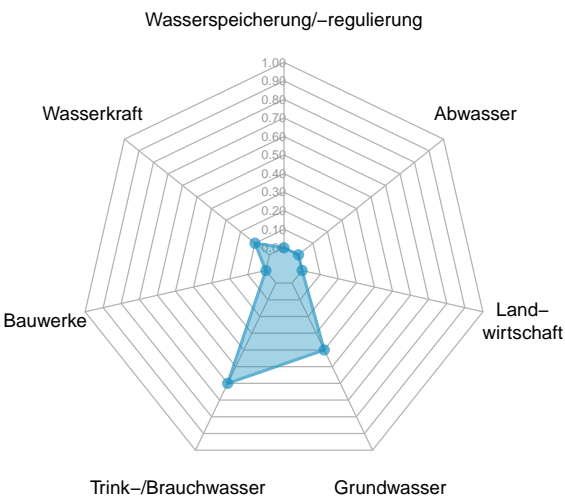 Wasserspeicherung/−regulierung
1.00
0.90
0.80
0.70
0.60
0.50
0.40
0.30
0.20
0.10
Wasserkraft
Abwasser
Bauwerke
Land−
wirtschaft
Trink−/Brauchwasser
Grundwasser